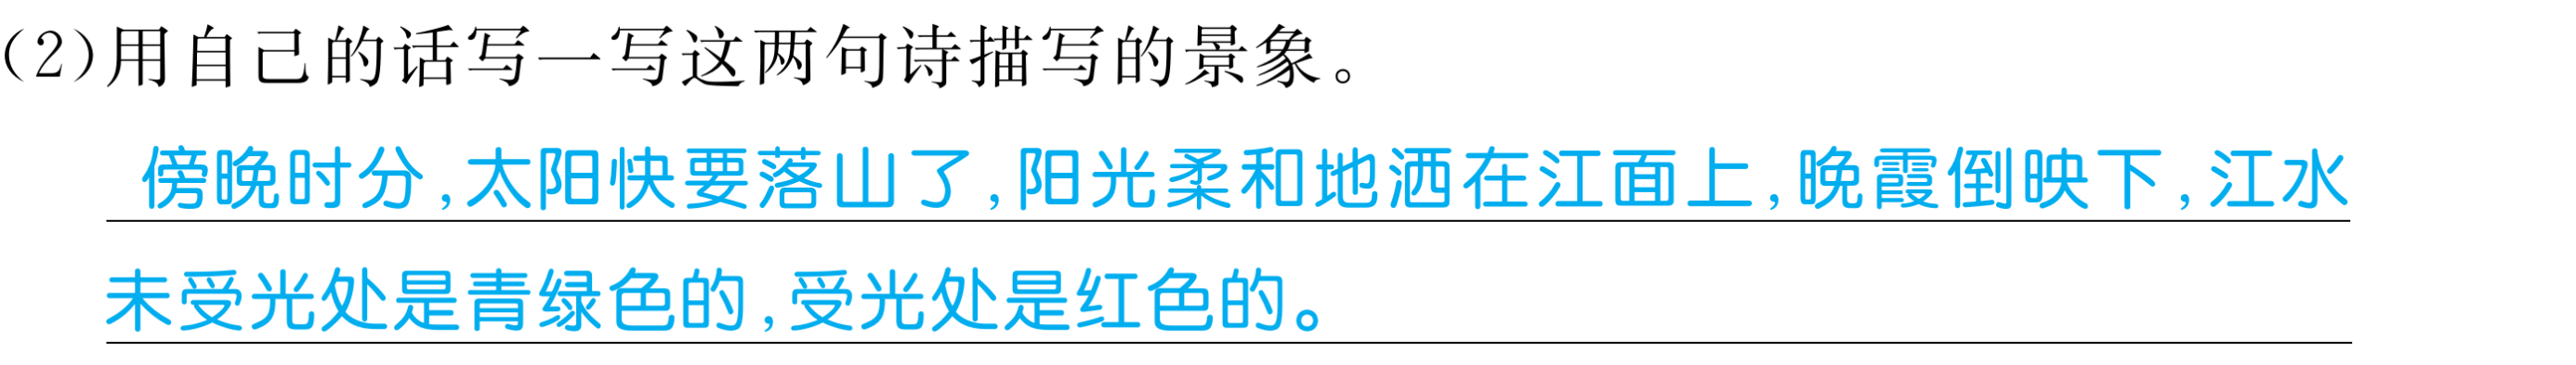 (2)用自己的话写一写这两句诗描写的景象。
傍晚时分,太阳快要落山了,阳光柔和地洒在江面上,晚霞倒映下,江水
未受光处是青绿色的,受光处是红色的。